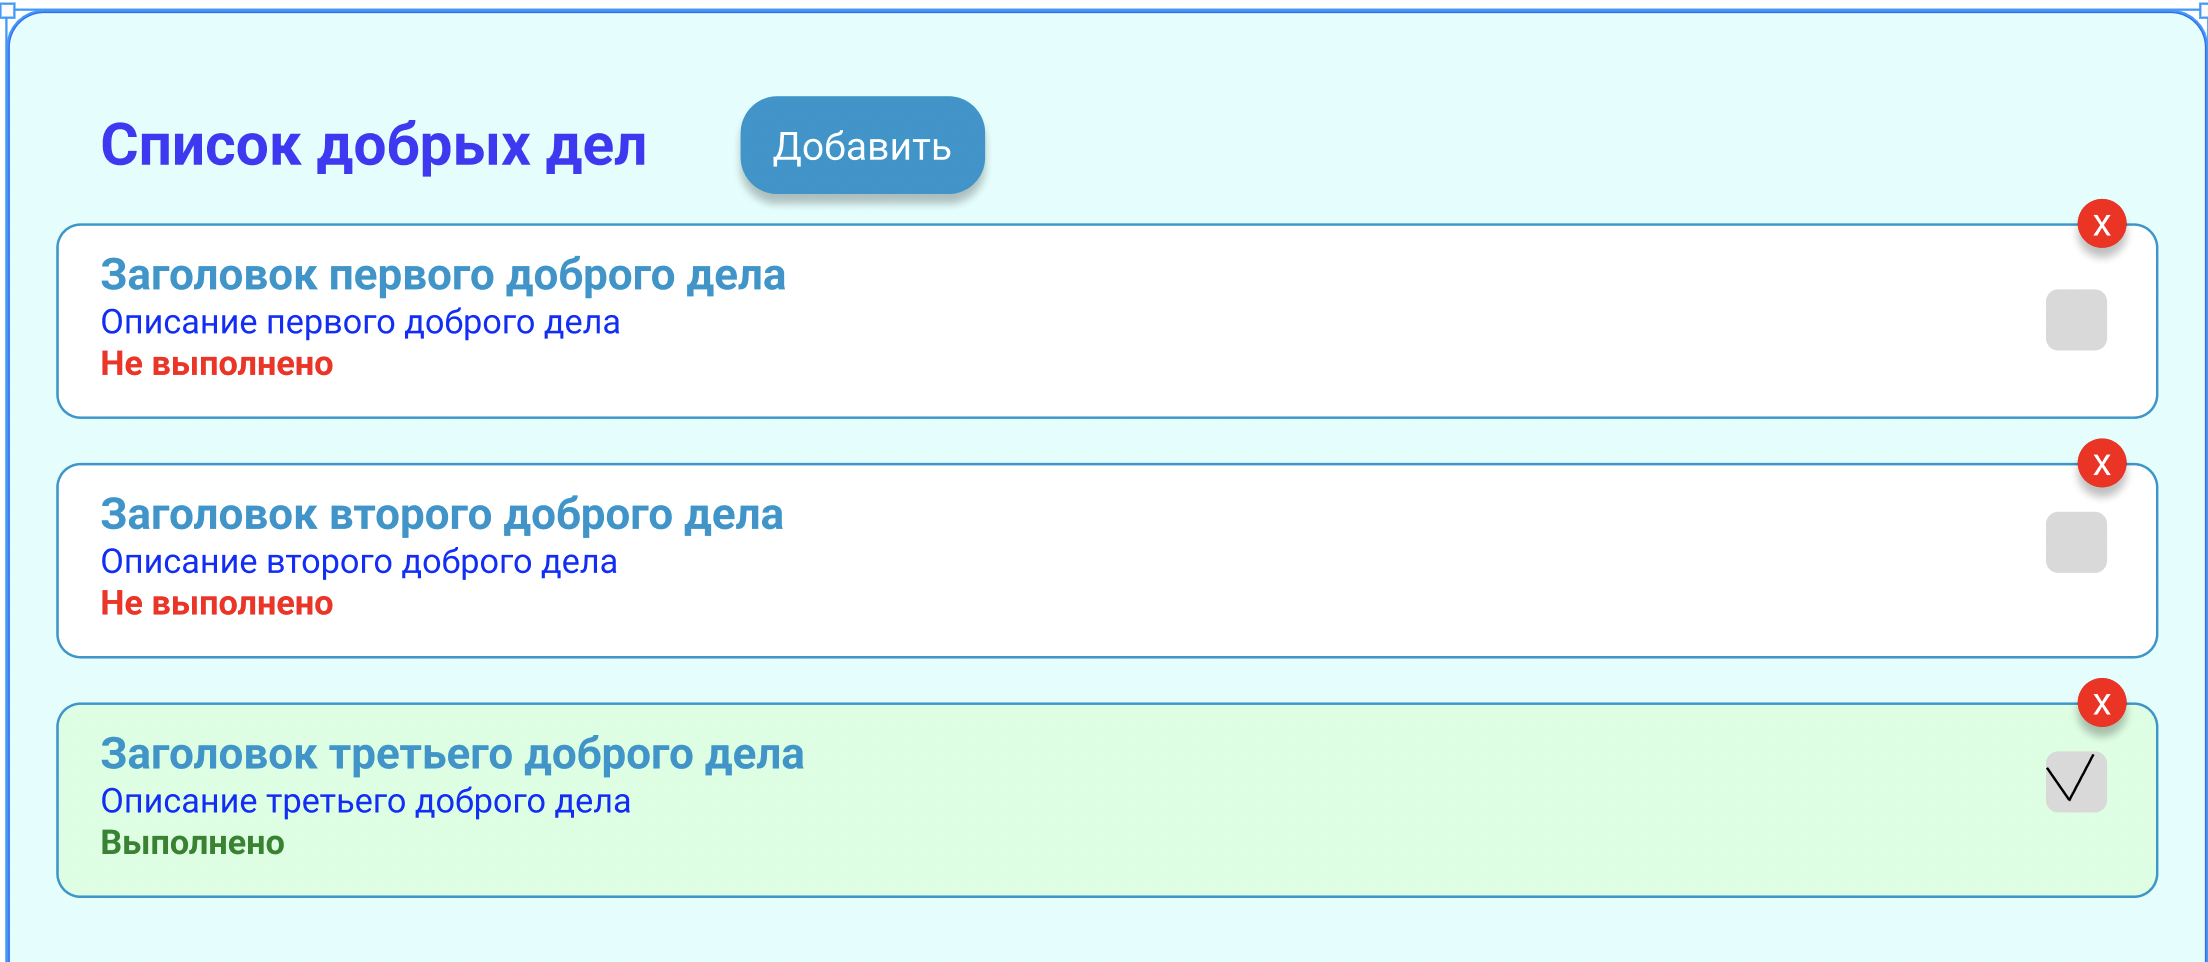 Список добрых дел
Добавить
x
Заголовок первого доброго дела
Описание первого доброго дела
Не выполнено
x
Заголовок второго доброго дела
Описание второго доброго дела
Не выполнено
x
Заголовок третьего доброго дела
Описание третьего доброго дела
Выполнено